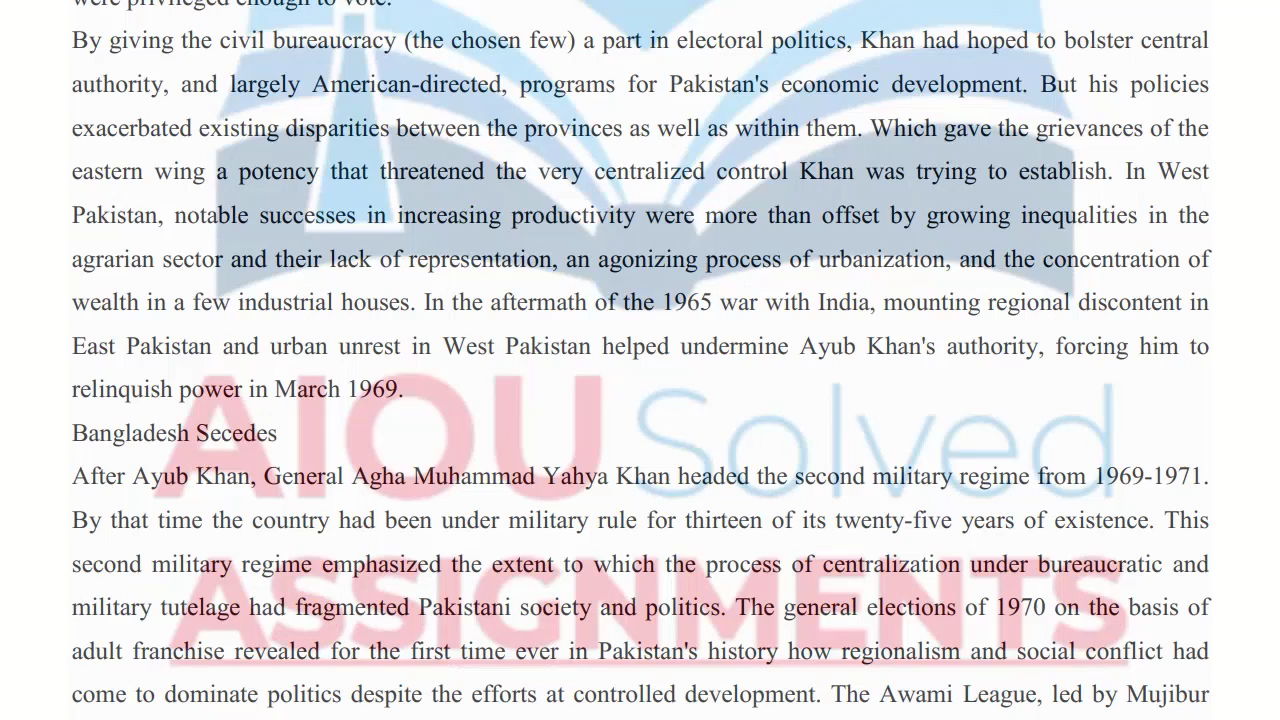 were privileged enough to vote.
By giving the civil bureaucracy (the chosen few) a part in electoral politics, Khan had hoped to bolster central
authority, and largely American-directed, programs for Pakistan's economic development. But his policies
exacerbated existing disparities between the provinces as well as within them. Which gave the grievances of the
eastern wing a potency that threatened the very centralized control Khan was trying to establish. In West
Pakistan, notable successes in increasing productivity were more than offset by growing inequalities in the
agrarian sector and their lack of representation, an agonizing process of urbanization, and the concentration of
wealth in a few industrial houses. In the aftermath of the 1965 war with India, mounting regional discontent in
East Pakistan and urban unrest in West Pakistan helped undermine Ayub Khan's authority, forcing him to
relinquish power in March 1969.
AIOU Solved
Bangladesh Secedes
After Ayub Khan, General Agha Muhammad Yahya Khan headed the second military regime from 1969-1971.
By that time the country had been under military rule for thirteen of its twenty-five years of existence. This
second military regime emphasized the extent to which the process of centralization under bureaucratic and
ASSIGNMENTS
military tutelage had fragmented Pakistani society and politics. The general elections of 1970 on the basis of
adult franchise revealed for the first time ever in Pakistan's history how regionalism and social conflict had
come to dominate politics despite the efforts at controlled development. The Awami League, led by Mujibur